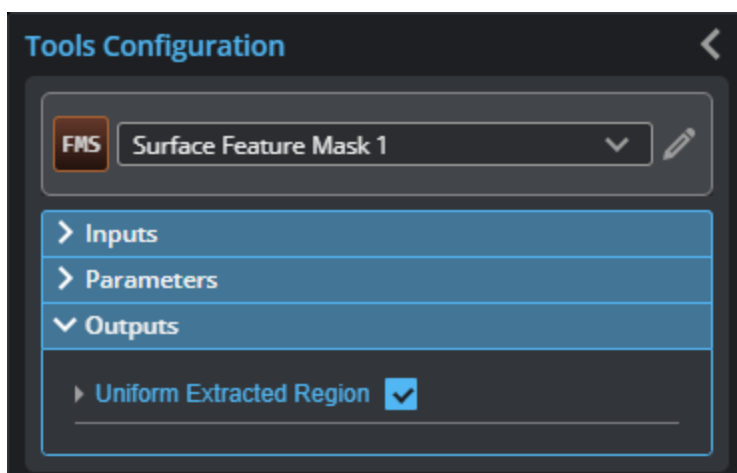 Tools Configuration
FMS Surface Feature Mask 1
Inputs
Parameters
Outputs
Uniform Extracted Region